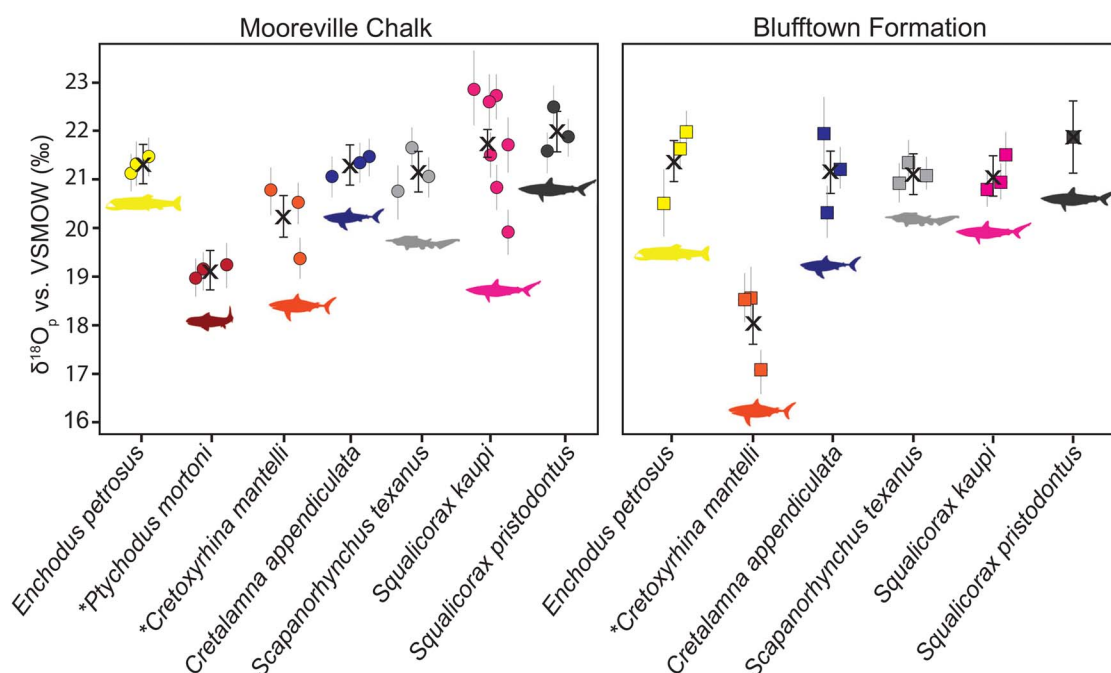 Mooreville Chalk
Blufftown Formation
δ¹⁸Oₚ vs. VSMOW (‰)
23
22
21
20
19
18
17
16
Enchodus petrosus
*Ptychodus mortoni
*Cretoxyrhina mantelli
Cretalamna appendiculata
Scapanorhynchus texanus
Squalicorax kaupi
Squalicorax pristodontus
Enchodus petrosus
*Cretoxyrhina mantelli
Cretalamna appendiculata
Scapanorhynchus texanus
Squalicorax kaupi
Squalicorax pristodontus